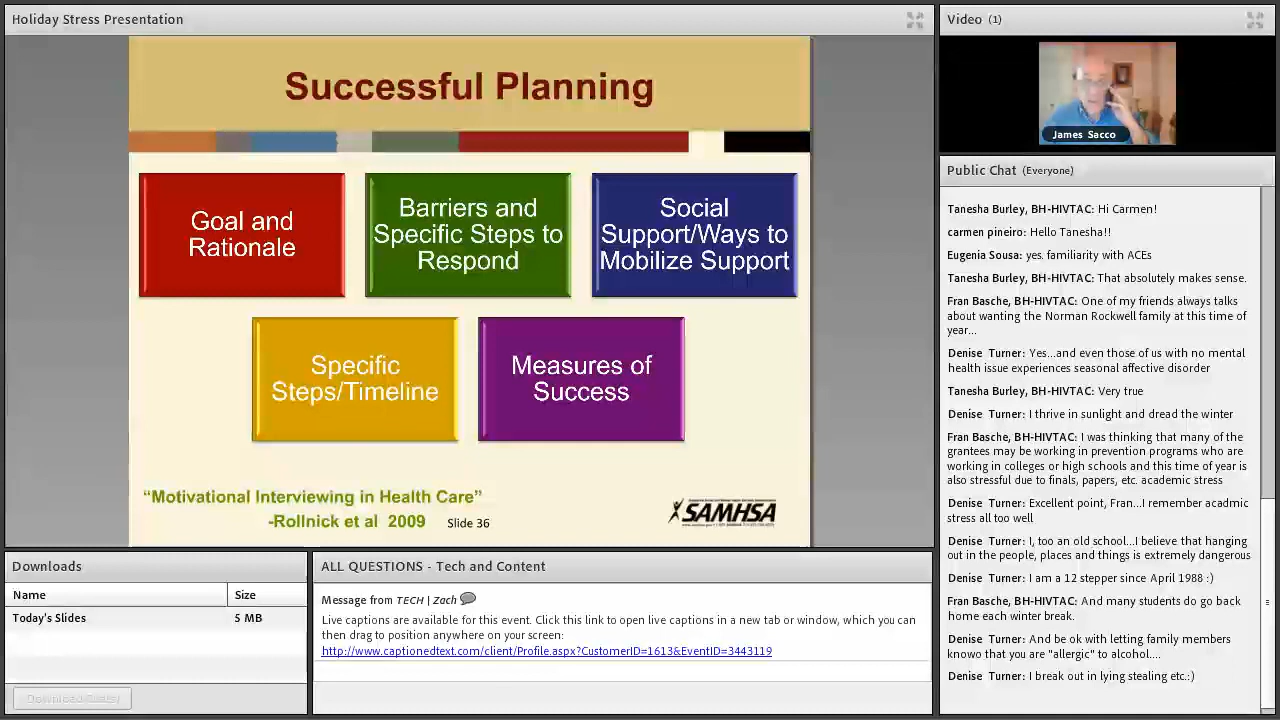 Holiday Stress Presentation
Successful Planning
Goal and
Rationale
Barriers and
Specific Steps to
Respond
Social
Support/Ways to
Mobilize Support
Specific
Steps/Timeline
Measures of
Success
“Motivational Interviewing in Health Care”
-Rollnick et al 2009
Slide 36
SAMHSA
Downloads
Name Size
Today's Slides 5 MB
ALL QUESTIONS - Tech and Content
Message from TECH | Zach
Live captions are available for this event. Click this link to open live captions in a new tab or window, which you can
then drag to position anywhere on your screen:
http://www.captionedtext.com/client/Profile.aspx?CustomerID=1613&EventID=3443119
Video (1)
James Sacco
Public Chat (Everyone)
Tanesha Burley, BH-HIVTAC: Hi Carmen!
carmen pineiro: Hello Tanesha!!
Eugenia Sousa: yes. familiarity with ACEs
Tanesha Burley, BH-HIVTAC: That absolutely makes sense.
Fran Basche, BH-HIVTAC: One of my friends always talks
about wanting the Norman Rockwell family at this time of
year...
Denise Turner: Yes...and even those of us with no mental
health issue experiences seasonal affective disorder
Tanesha Burley, BH-HIVTAC: Very true
Denise Turner: I thrive in sunlight and dread the winter
Fran Basche, BH-HIVTAC: I was thinking that many of the
grantees may be working in prevention programs who are
working in colleges or high schools and this time of year is
also stressful due to finals, papers, etc. academic stress
Denise Turner: Excellent point, Fran...I remember acadmic
stress all too well
Denise Turner: I, too an old school...I believe that hanging
out in the people, places and things is extremely dangerous
Denise Turner: I am a 12 stepper since April 1988 :)
Fran Basche, BH-HIVTAC: And many students do go back
home each winter break.
Denise Turner: And be ok with letting family members
knowo that you are "allergic" to alcohol....
Denise Turner: I break out in lying stealing etc.:)